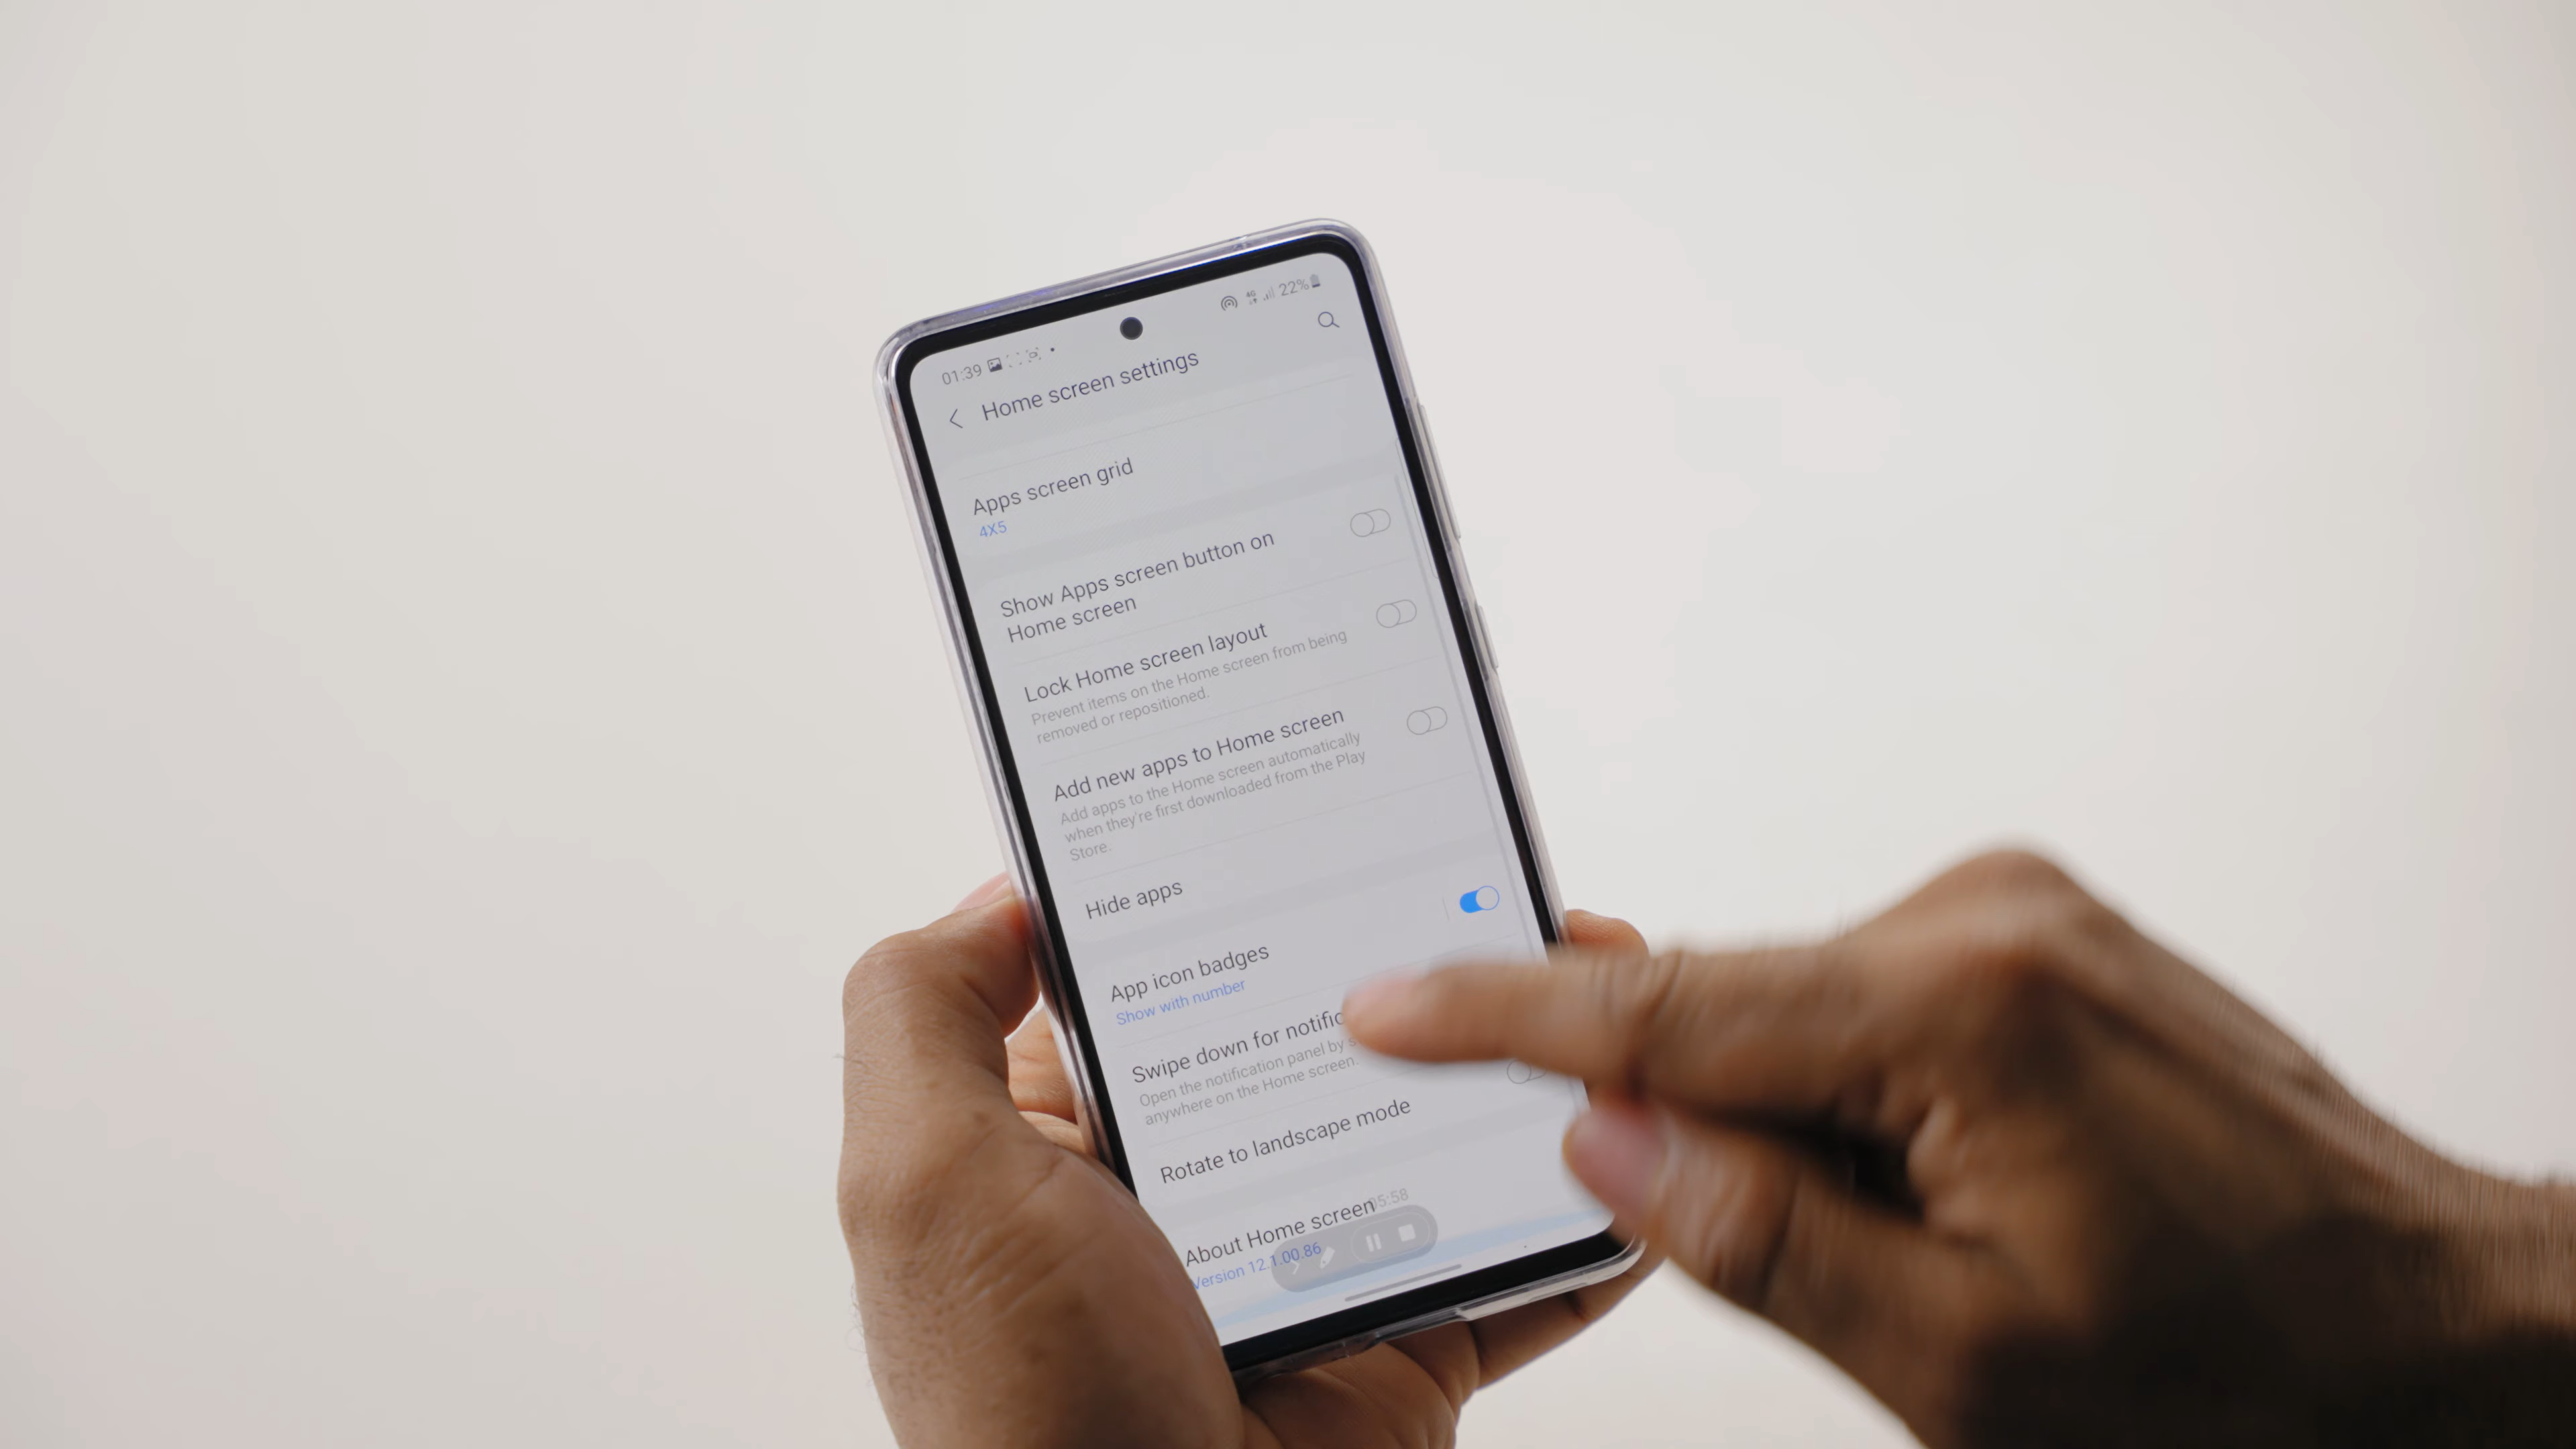 01:39
4G 22%
Home screen settings
Apps screen grid
4X5
Show Apps screen button on
Home screen
Lock Home screen layout
Prevent items on the Home screen from being
removed or repositioned.
Add new apps to Home screen
Add apps to the Home screen automatically
when they're first downloaded from the Play
Store.
Hide apps
App icon badges
Show with number
Swipe down for notific
Open the notification panel by s
anywhere on the Home screen.
Rotate to landscape mode
05:58
About Home screen
Version 12.1.00.86